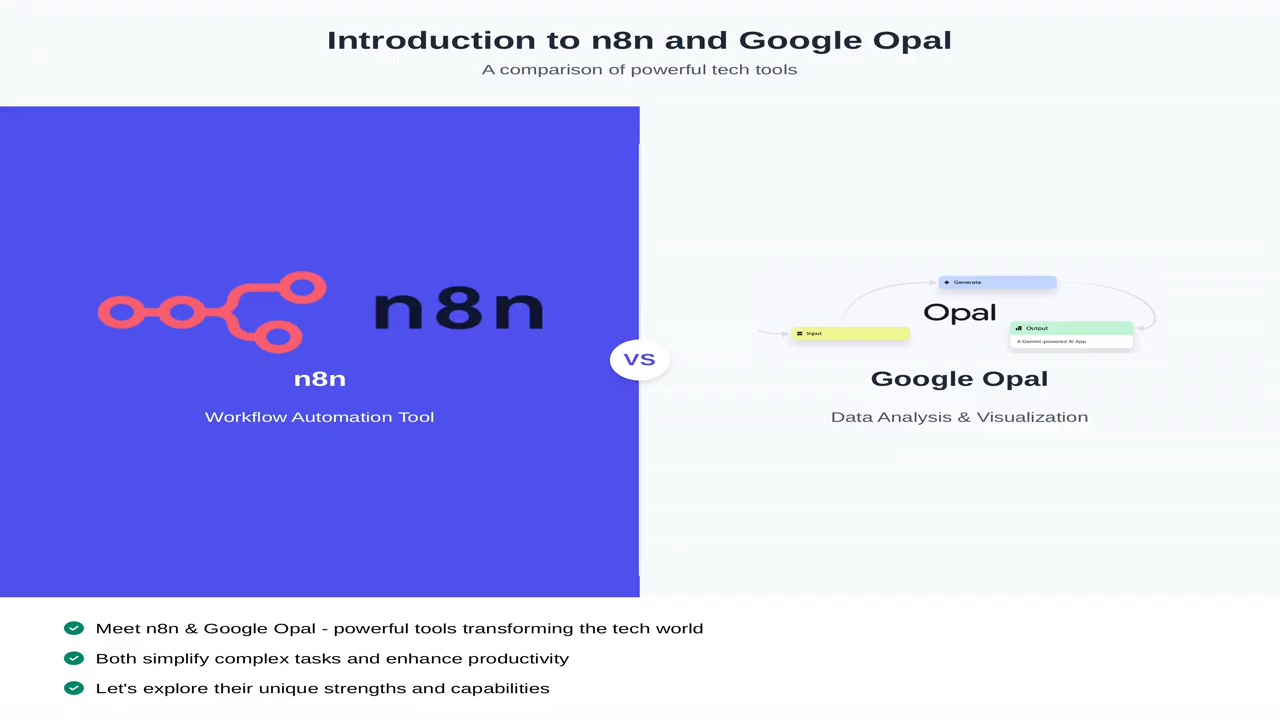 Introduction to n8n and Google Opal
A comparison of powerful tech tools
n8n
n8n
Workflow Automation Tool
VS
Generate
Opal
Input
Output
A Gemini-powered AI App
Google Opal
Data Analysis & Visualization
Meet n8n & Google Opal - powerful tools transforming the tech world
Both simplify complex tasks and enhance productivity
Let's explore their unique strengths and capabilities